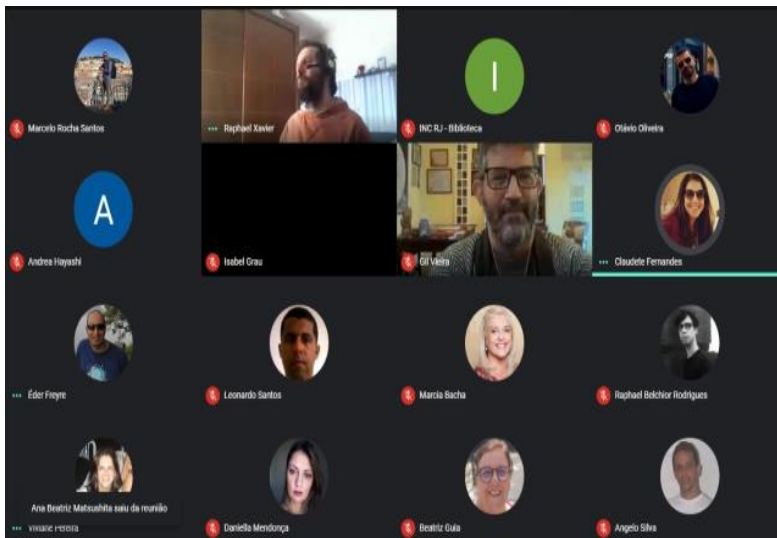 Marcelo Rocha Santos
Raphael Xavier
I
INC RJ - Biblioteca
Otávio Oliveira
A
Andrea Hayashi
Isabel Grau
Gil Vieira
Claudete Fernandes
Éder Freyre
Leonardo Santos
Marcia Bacha
Raphael Belchior Rodrigues
Ana Beatriz Matsushita saiu da reunião
Viviane Pereira
Daniella Mendonça
Beatriz Guia
Angelo Silva